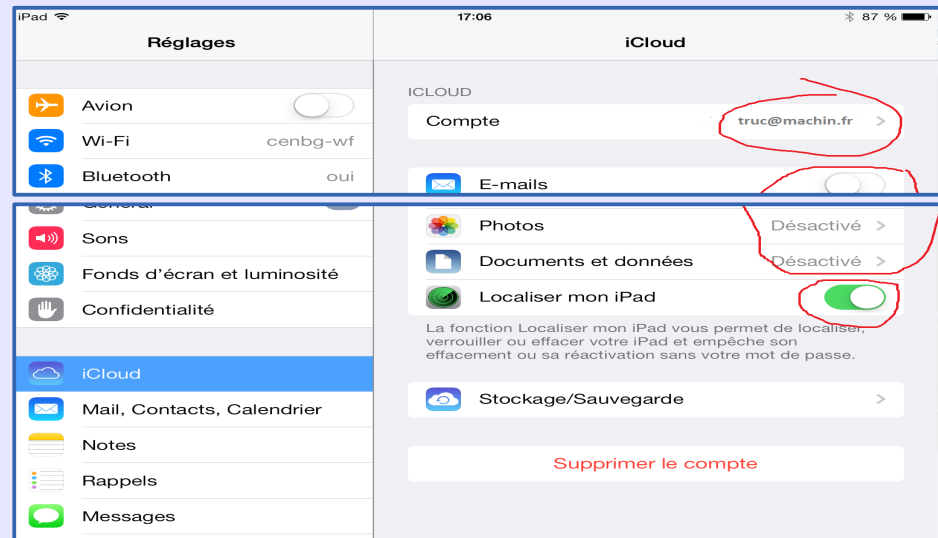 iPad 17:06 87 %
Réglages iCloud
ICLOUD
Avion
Compte truc@machin.fr
Wi-Fi cenbg-wf
Bluetooth oui
E-mails
Général
Photos Désactivé
Sons
Documents et données Désactivé
Fonds d'écran et luminosité
Localiser mon iPad
Confidentialité
La fonction Localiser mon iPad vous permet de localiser,
verrouiller ou effacer votre iPad et empêche son
effacement ou sa réactivation sans votre mot de passe.
iCloud
Stockage/Sauvegarde
Mail, Contacts, Calendrier
Notes
Supprimer le compte
Rappels
Messages